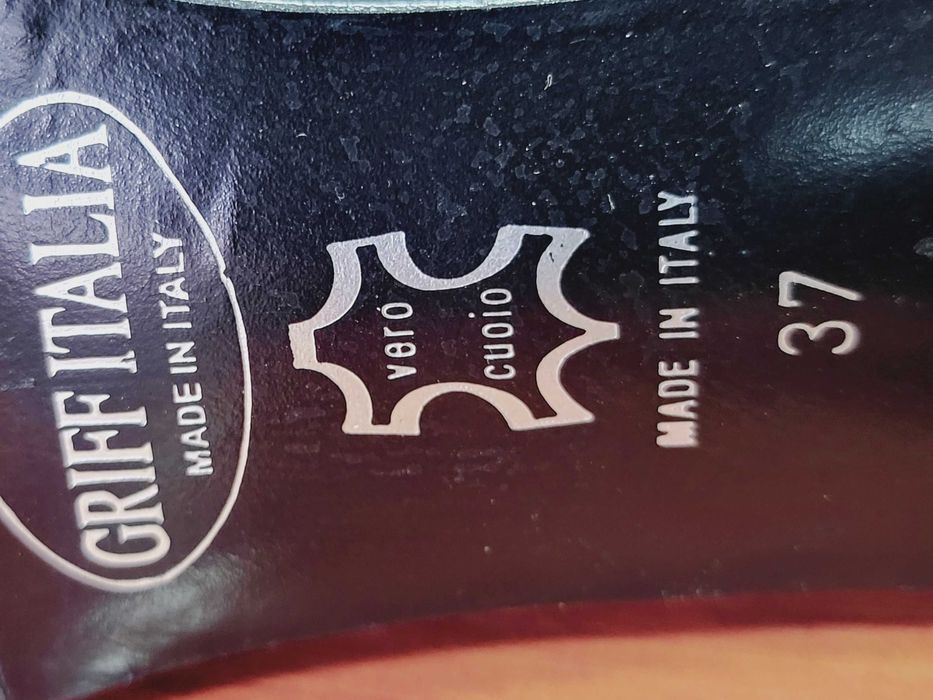 GRIFF ITALIA
MADE IN ITALY
vero
cuoio
MADE IN ITALY
37